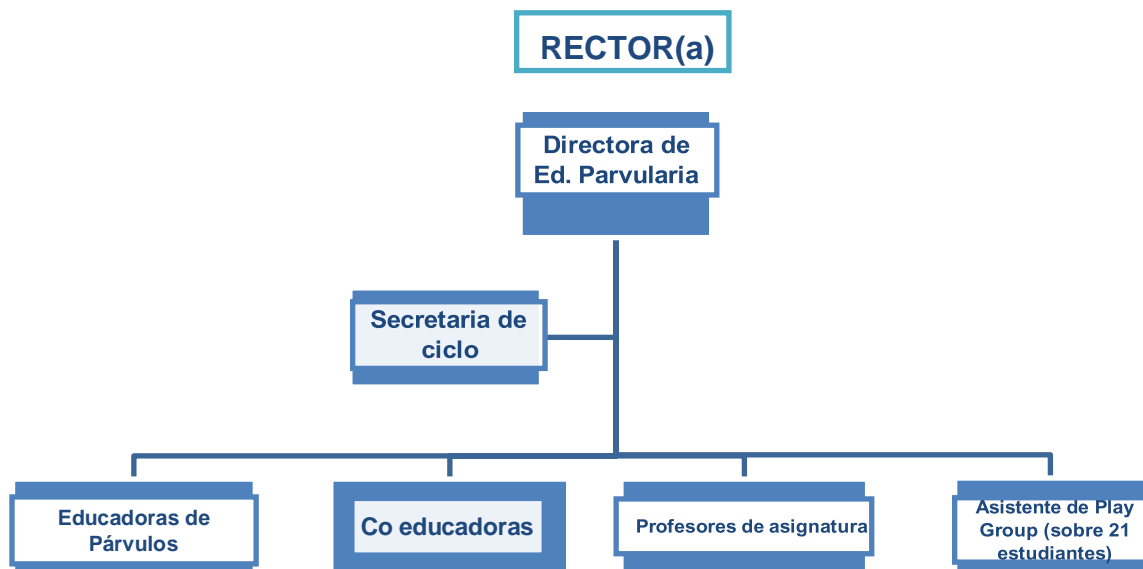 RECTOR(a)
Directora de
Ed. Parvularia
Secretaria de
ciclo
Educadoras de
Párvulos
Co educadoras
Profesores de asignatura
Asistente de Play
Group (sobre 21
estudiantes)